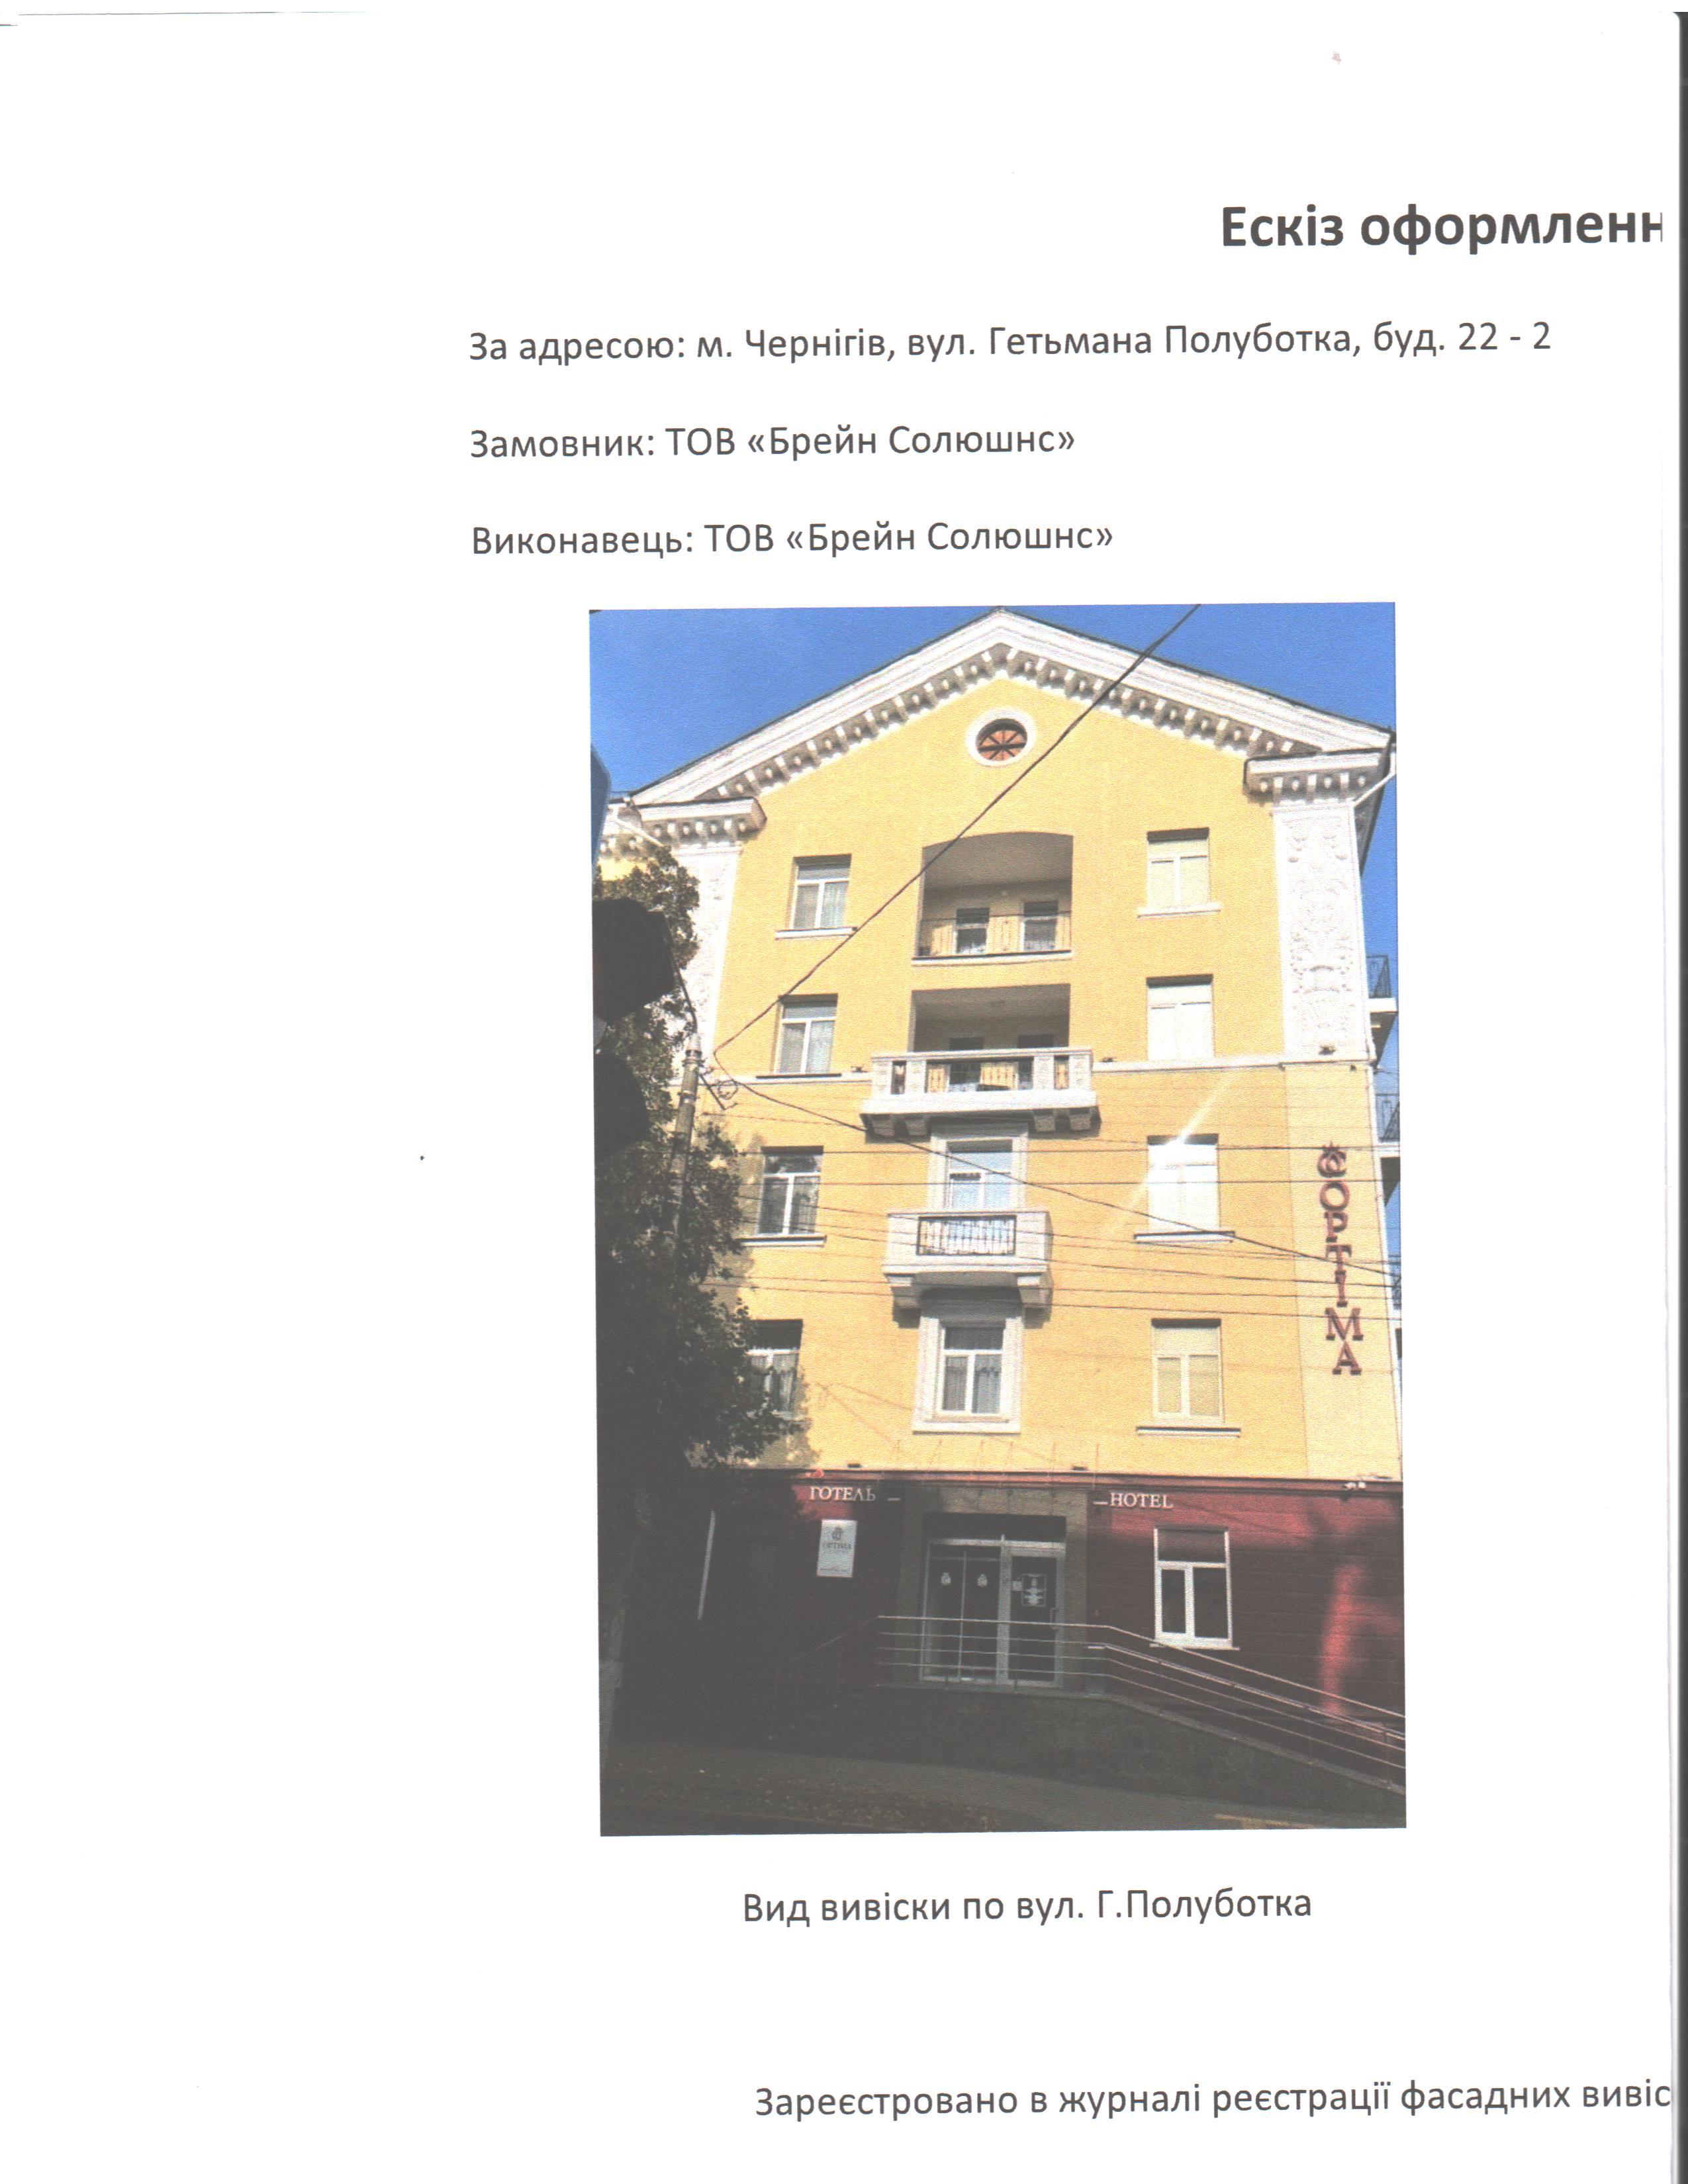 Ескіз оформленн
За адресою: м. Чернігів, вул. Гетьмана Полуботка, буд. 22 - 2
Замовник: ТОВ «Брейн Солюшнс»
Виконавець: ТОВ «Брейн Солюшнс»
ОРТІМА
ГОТЕЛЬ
HOTEL
Вид вивіски по вул. Г.Полуботка
Зареєстровано в журналі реєстрації фасадних вивіс